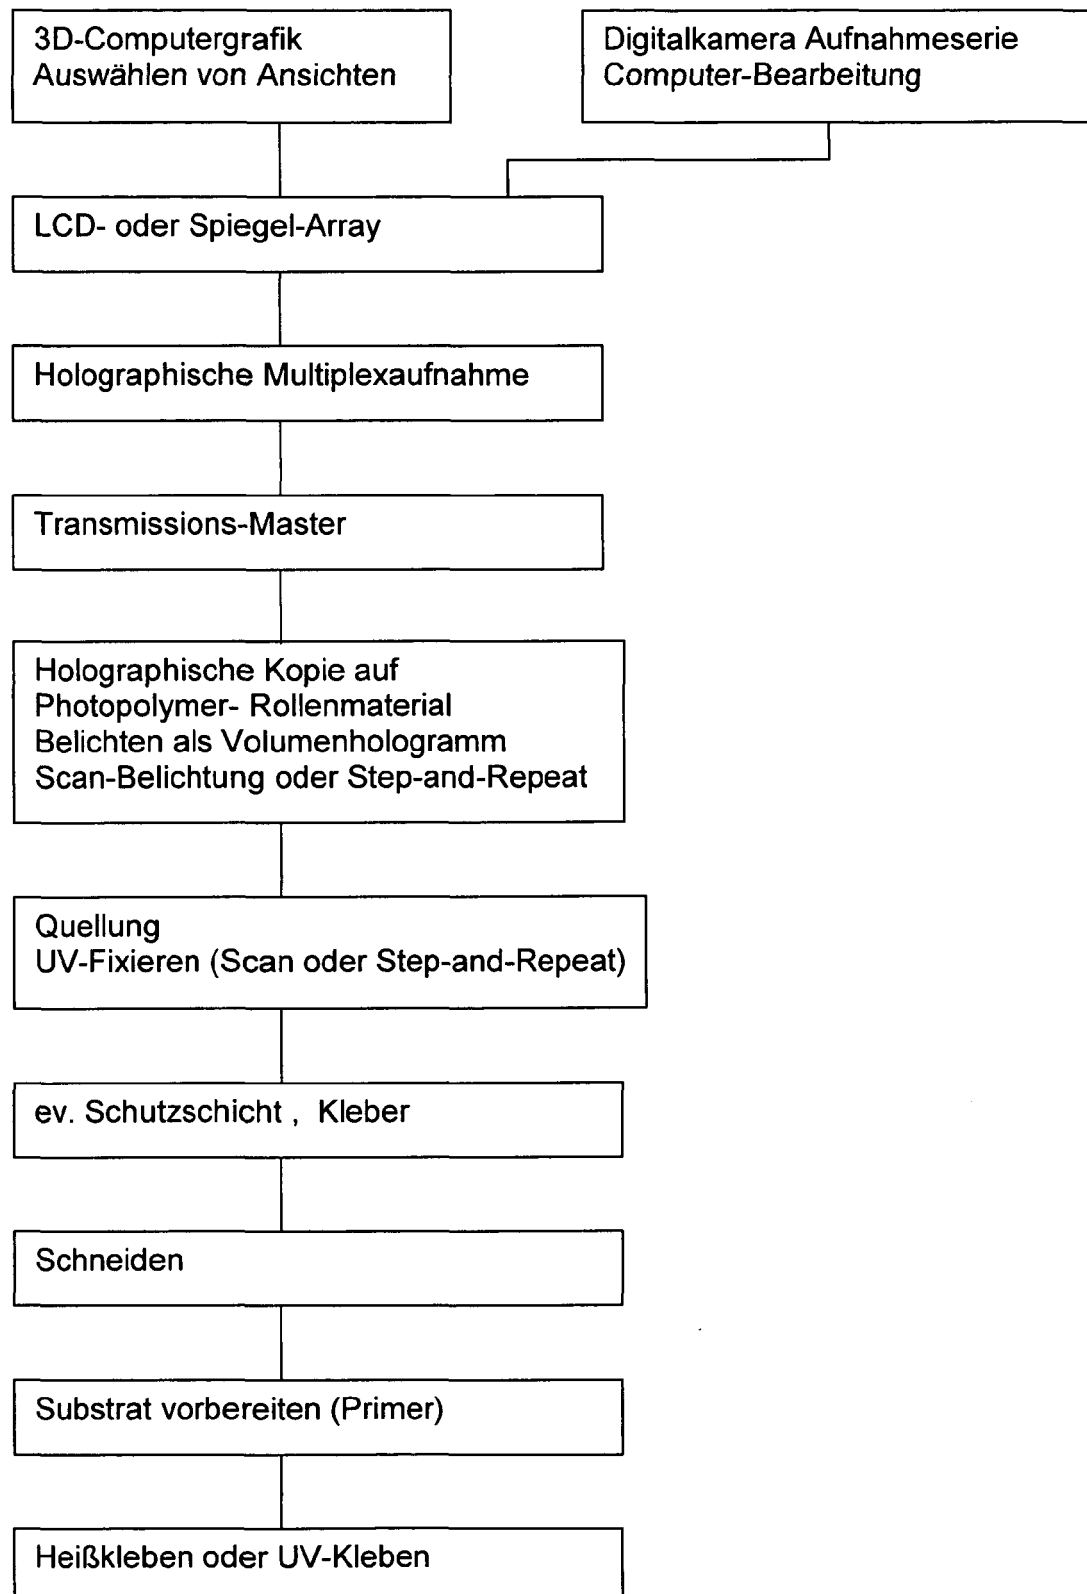 3D-Computergrafik
Auswählen von Ansichten
Digitalkamera Aufnahmeserie
Computer-Bearbeitung
LCD- oder Spiegel-Array
Holographische Multiplexaufnahme
Transmissions-Master
Holographische Kopie auf
Photopolymer- Rollenmaterial
Belichten als Volumenhologramm
Scan-Belichtung oder Step-and-Repeat
Quellung
UV-Fixieren (Scan oder Step-and-Repeat)
ev. Schutzschicht , Kleber
Schneiden
Substrat vorbereiten (Primer)
Heißkleben oder UV-Kleben